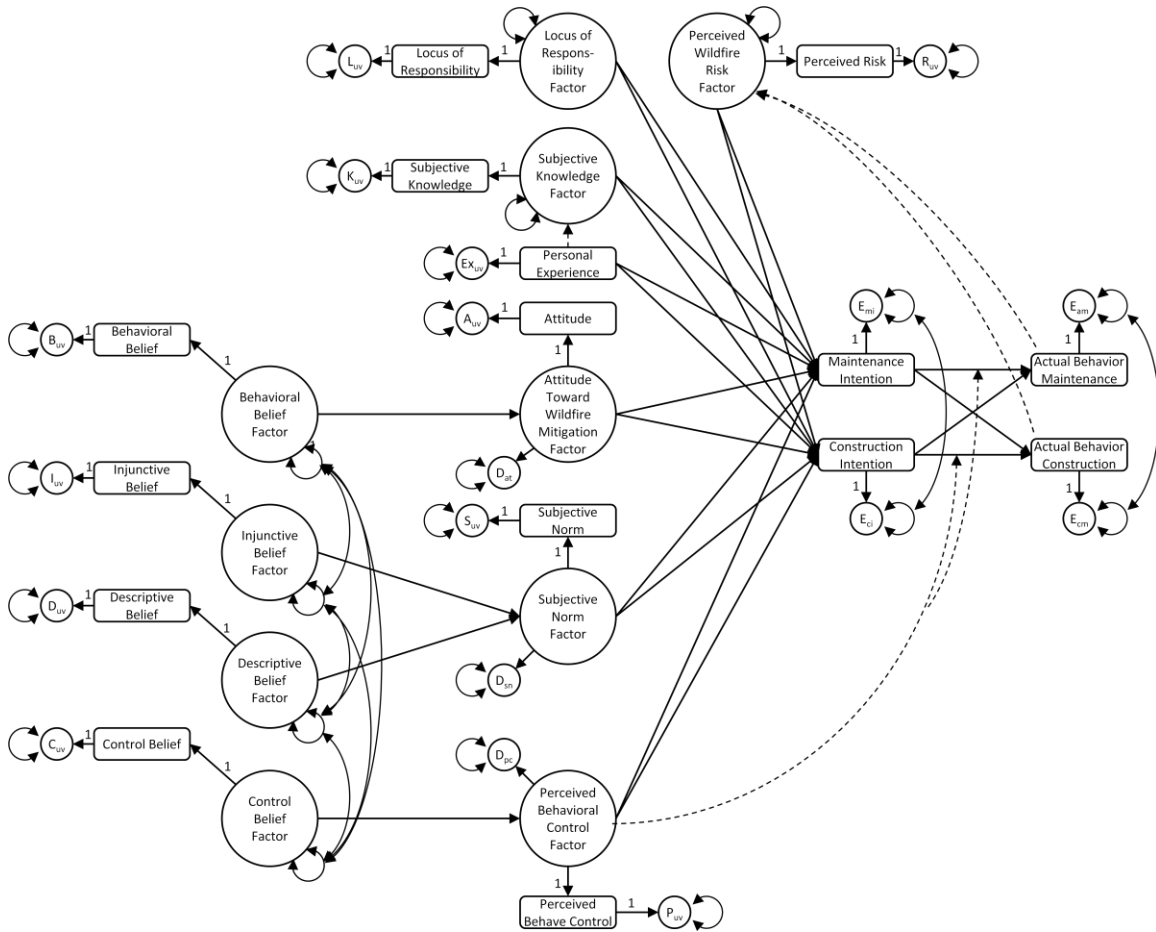 Locus of
Respons-
ibility
Factor
Perceived
Wildfire
Risk
Factor
L uv
1
Locus of
Responsibility
1
1
Perceived Risk
1
R uv
K uv
1
Subjective
Knowledge
1
Subjective
Knowledge
Factor
Ex uv
1
Personal
Experience
A uv
1
Attitude
1
B uv
1
Behavioral
Belief
1
Behavioral
Belief
Factor
Attitude
Toward
Wildfire
Mitigation
Factor
D at
E mi
1
Maintenance
Intention
E am
1
Actual Behavior
Maintenance
Construction
Intention
1
E ci
Actual Behavior
Construction
1
E cm
I uv
1
Injunctive
Belief
1
Injunctive
Belief
Factor
S uv
1
Subjective
Norm
1
D uv
1
Descriptive
Belief
1
Descriptive
Belief
Factor
Subjective
Norm
Factor
D sn
C uv
1
Control Belief
1
Control
Belief
Factor
D pc
Perceived
Behavioral
Control
Factor
1
Perceived
Behave Control
1
P uv